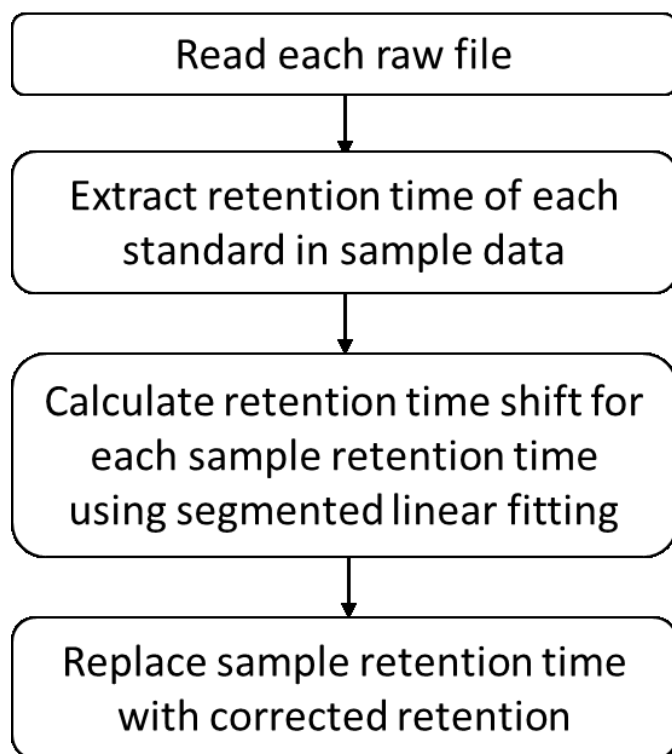 Read each raw file
Extract retention time of each
standard in sample data
Calculate retention time shift for
each sample retention time
using segmented linear fitting
Replace sample retention time
with corrected retention